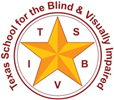 Texas School for the Blind & Visually Impaired
T S
I B
V